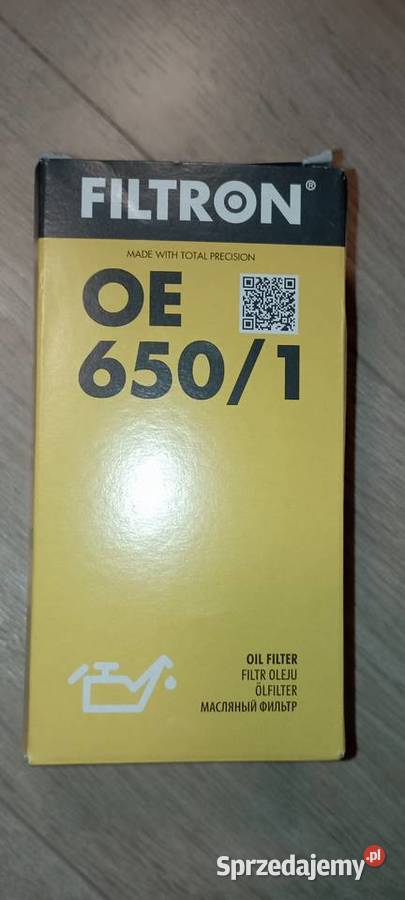 FILTRON®
MADE WITH TOTAL PRECISION
OE
650/1
OIL FILTER
FILTR OLEJU
ÖLFILTER
МАСЛЯНЫЙ ФИЛЬТР
Sprzedajemy.pl